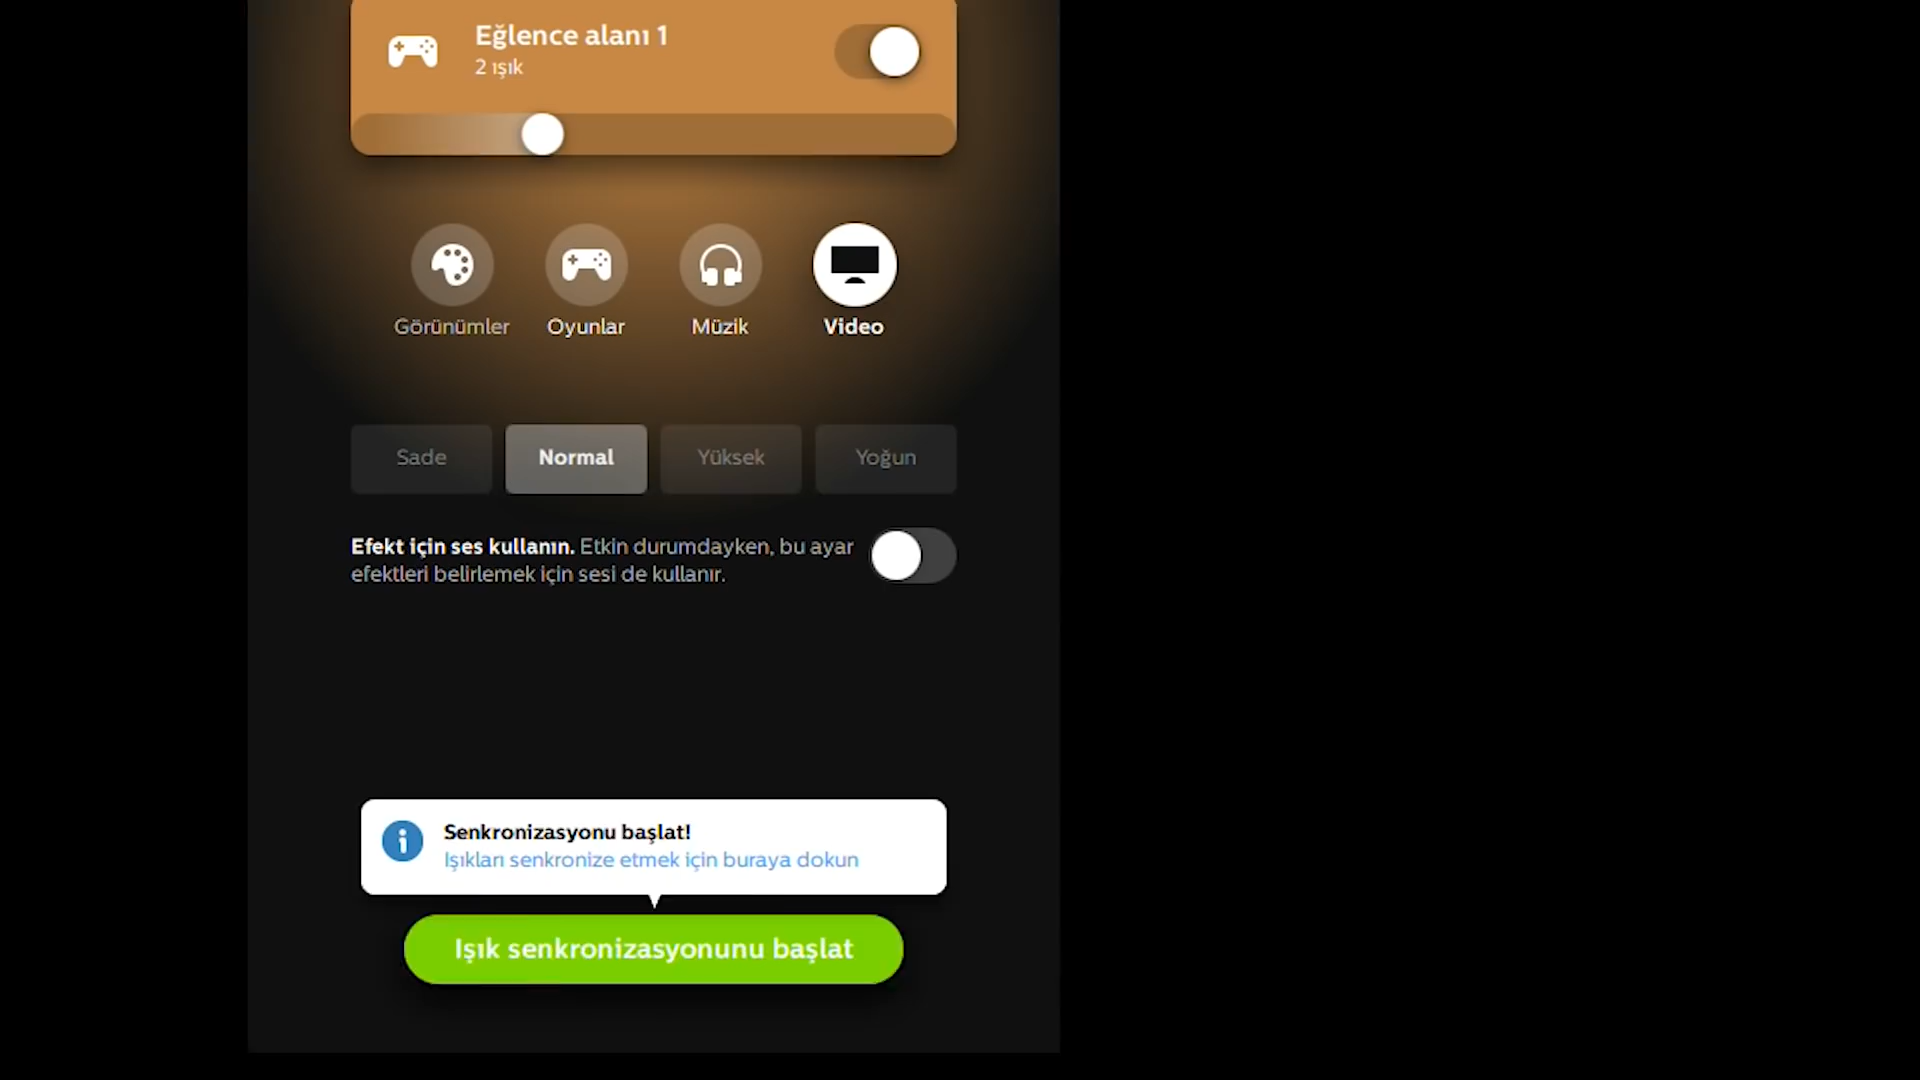 Eğlence alanı 1
2 ışık
Görünümler Oyunlar Müzik Video
Sade Normal Yüksek Yoğun
Efekt için ses kullanın. Etkin durumdayken, bu ayar
efektleri belirlemek için sesi de kullanır.
Senkronizasyonu başlat!
Işıkları senkronize etmek için buraya dokun
Işık senkronizasyonunu başlat